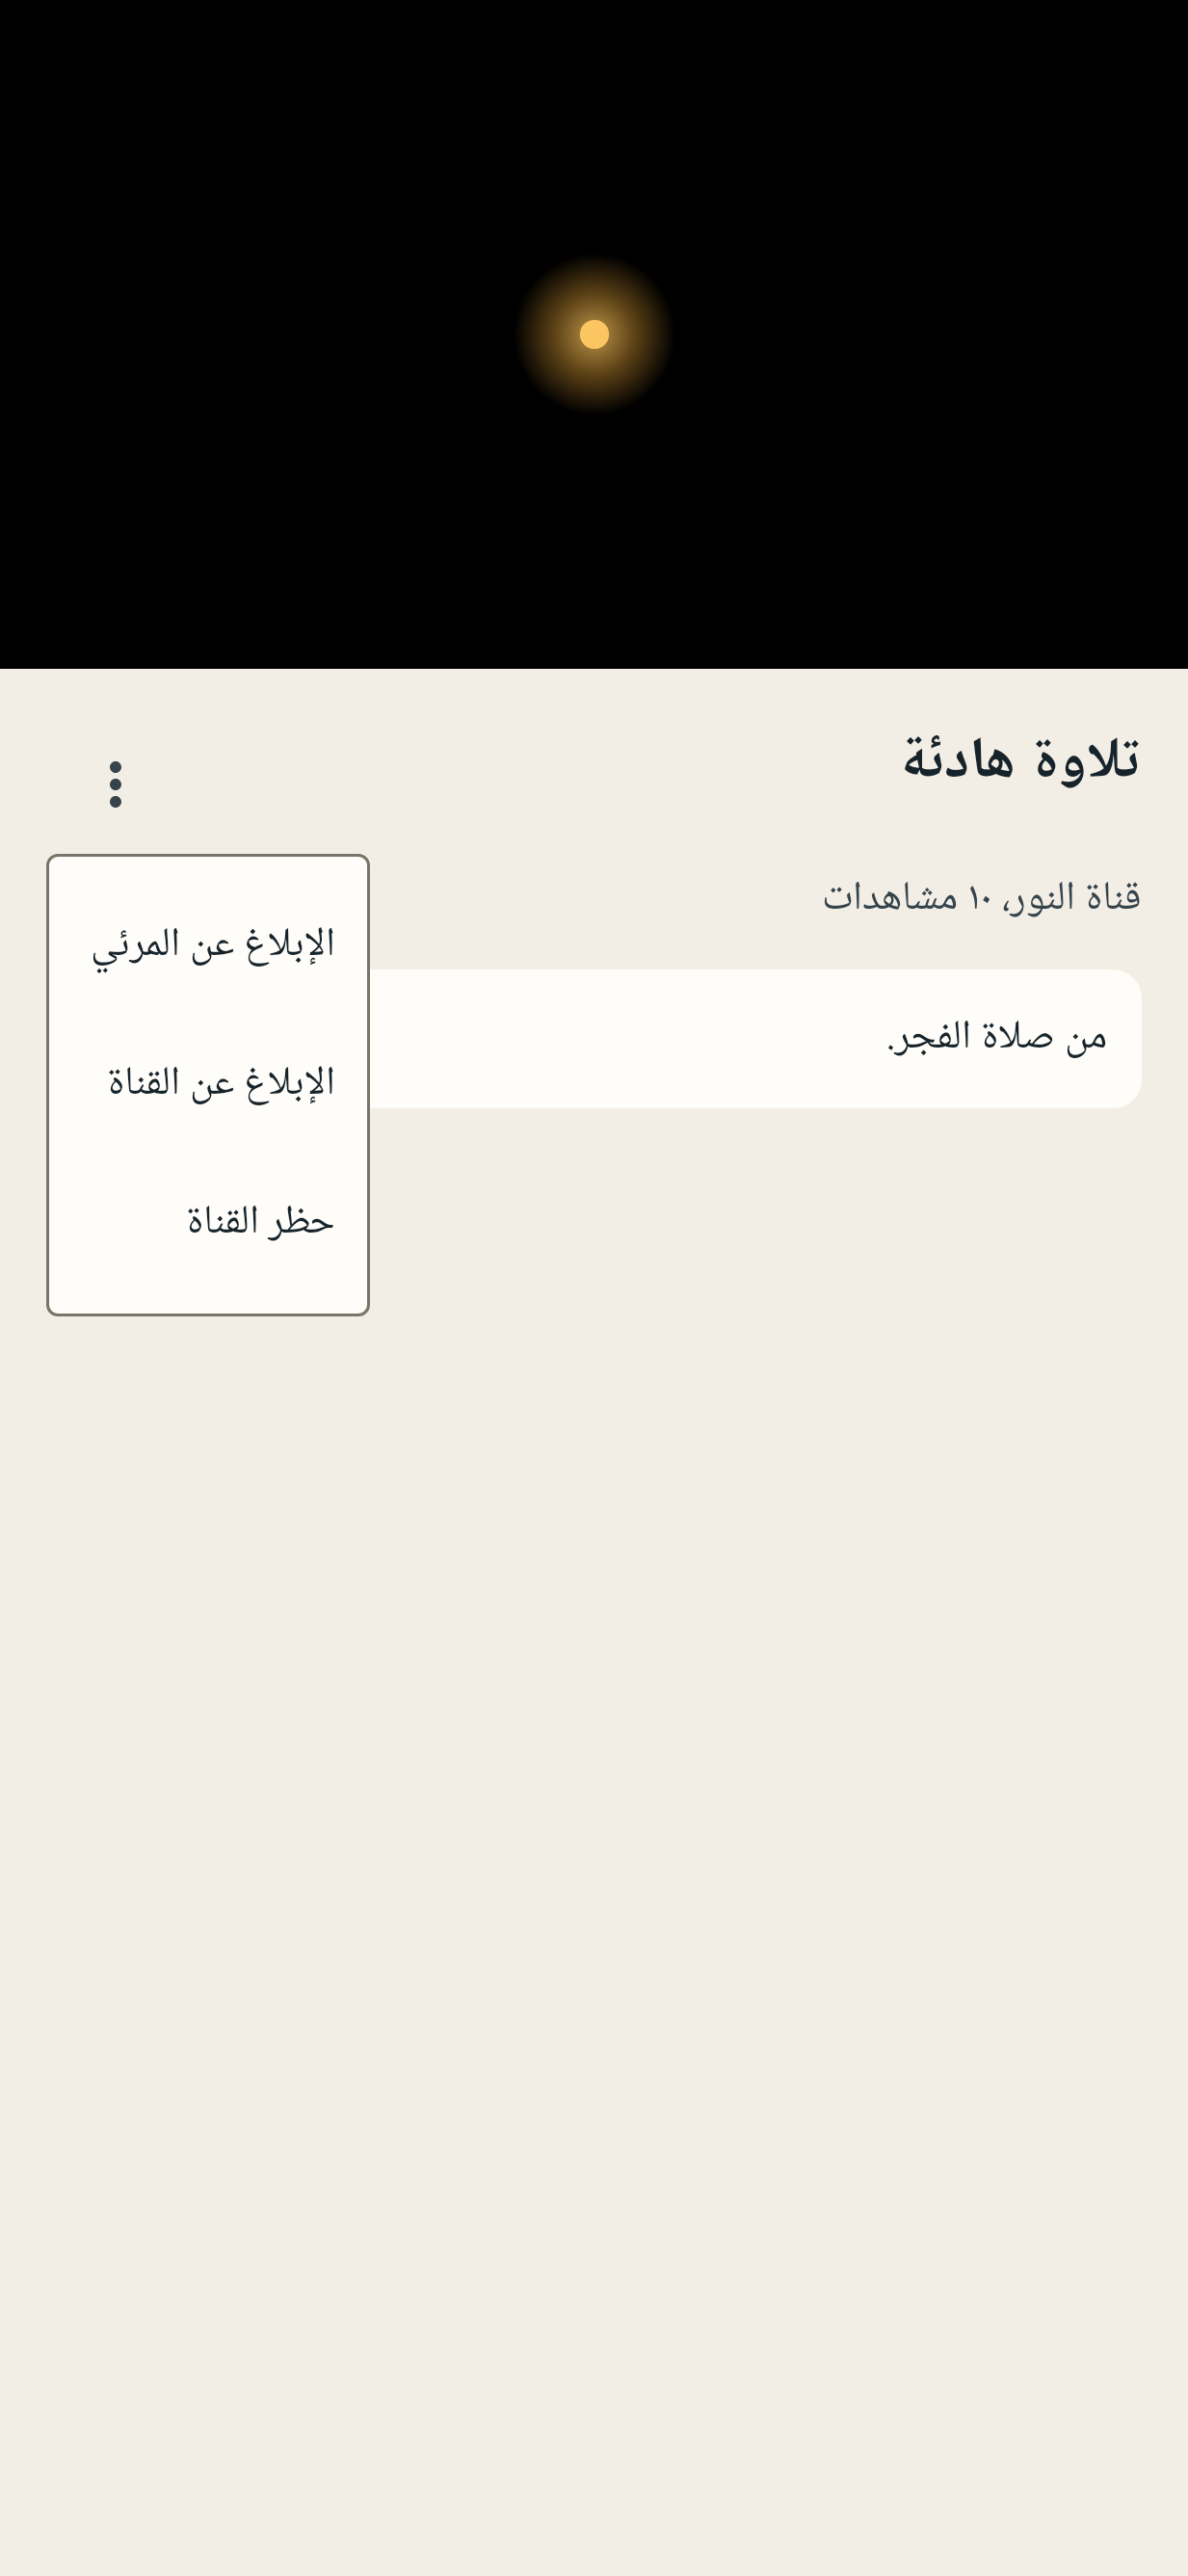 تلاوة هادئة
قناة النور، ١٠ مشاهدات
من صلاة الفجر.
الإبلاغ عن المرئي
الإبلاغ عن القناة
حظر القناة